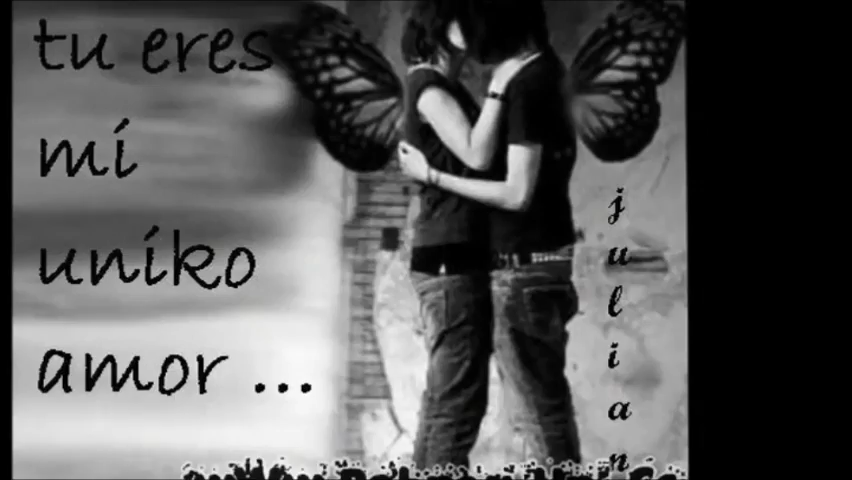 tu eres
mi
uniko
amor ...
julian